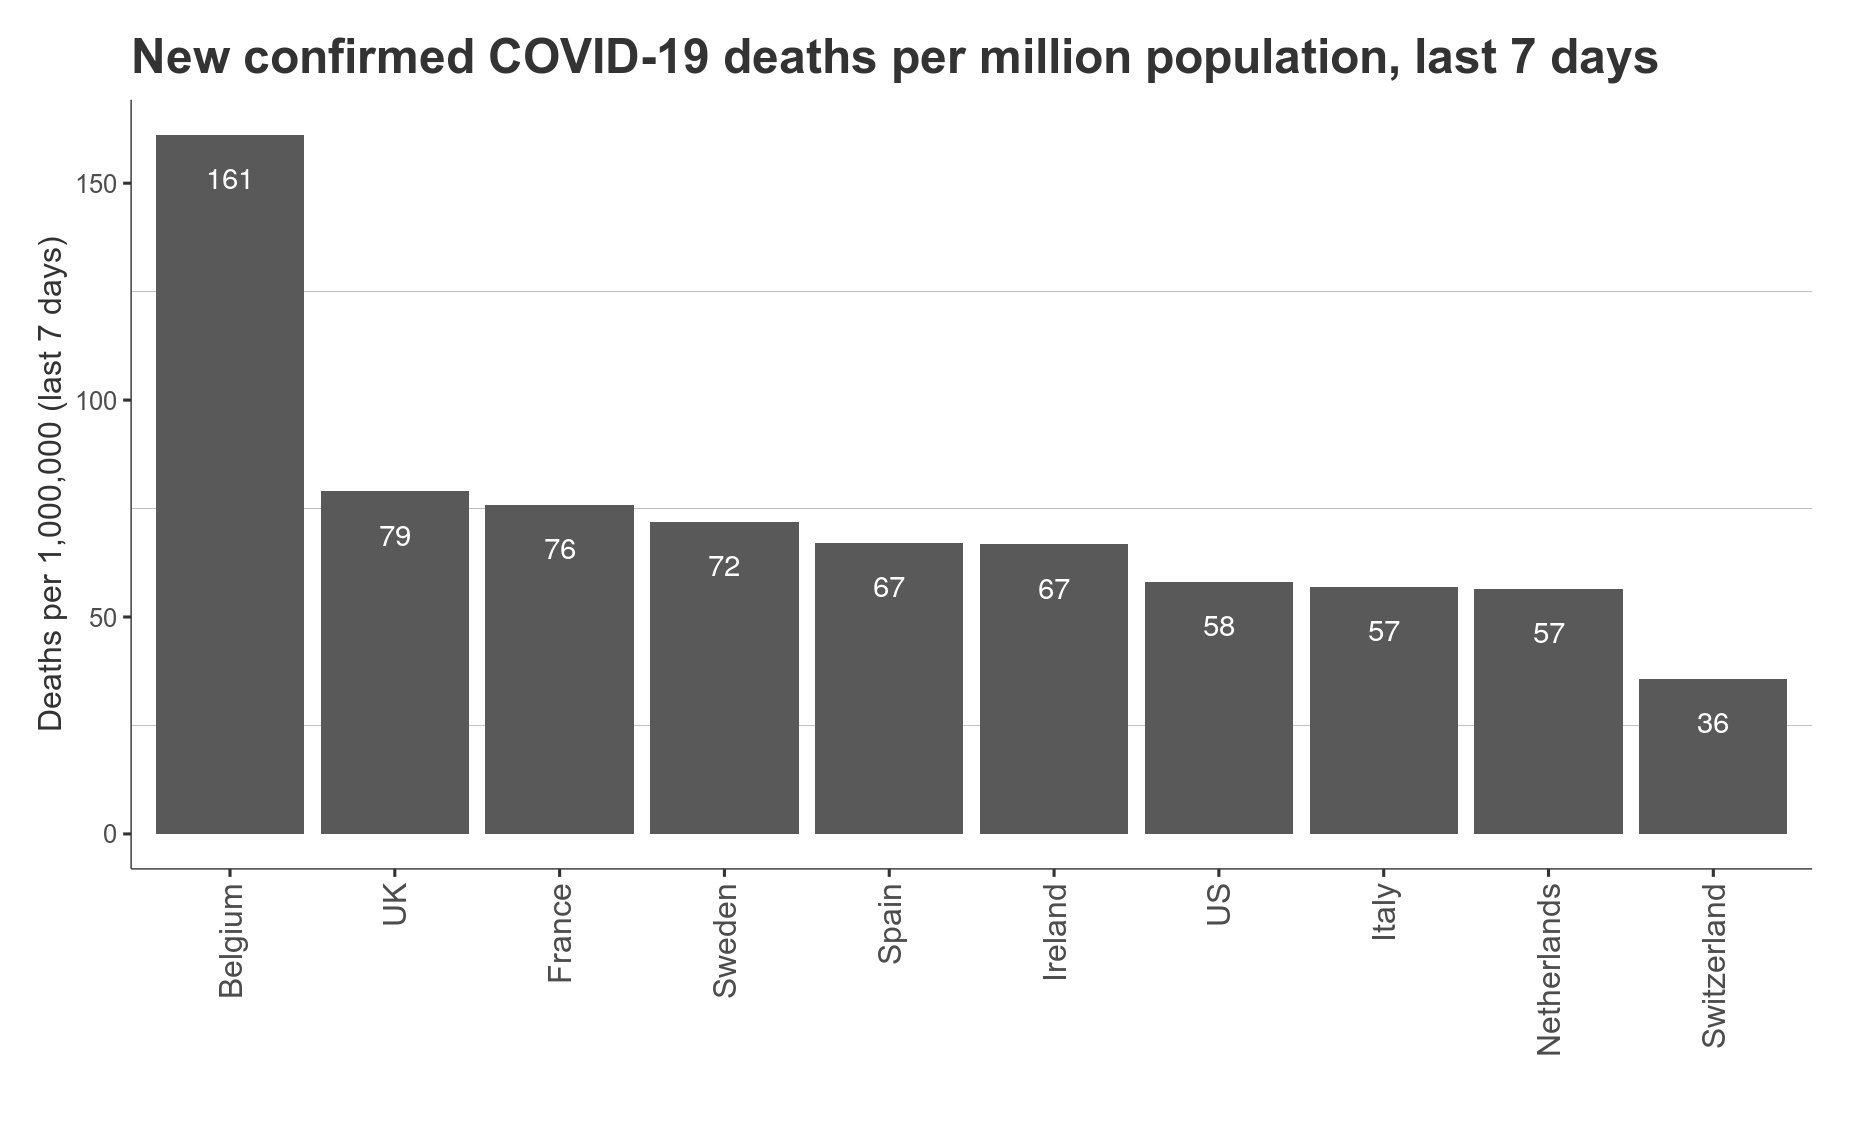 New confirmed COVID-19 deaths per million population, last 7 days
Deaths per 1,000,000 (last 7 days)
150
100
50
0
161
79
76
72
67
67
58
57
57
36
Belgium
UK
France
Sweden
Spain
Ireland
US
Italy
Netherlands
Switzerland